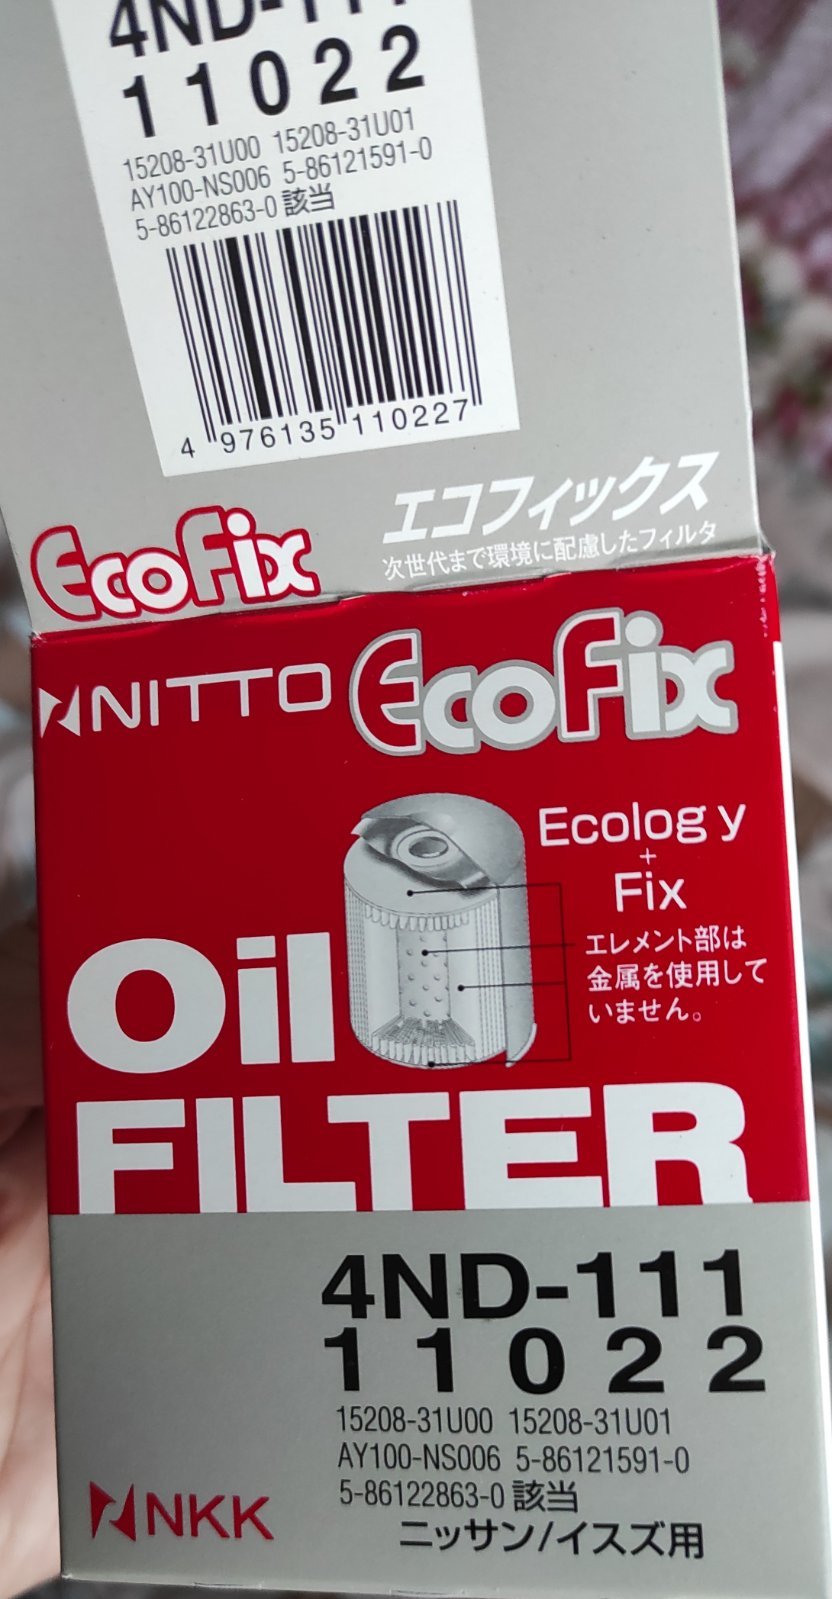 4ND-111
11022
15208-31U00 15208-31U01
AY100-NS006 5-86121591-0
5-86122863-0 該当
4 976135 110227
EcoFix
エコフィックス
次世代まで環境に配慮したフィルタ
NITTO EcoFix
Ecology
+
Fix
エレメント部は
金属を使用して
いません。
Oil
FILTER
4ND-111
11022
15208-31U00 15208-31U01
AY100-NS006 5-86121591-0
5-86122863-0 該当
NKK
ニッサン/イスズ用